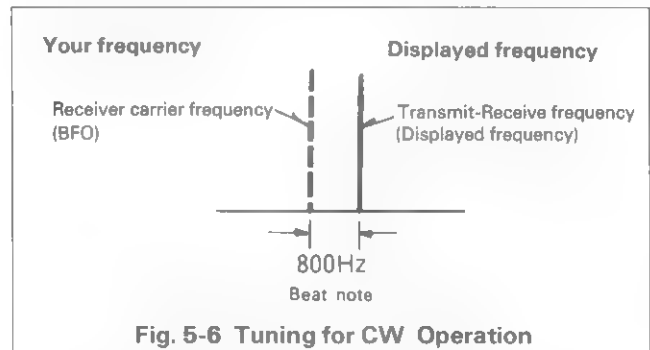 Your frequency
Displayed frequency
Receiver carrier frequency
(BFO)
Transmit-Receive frequency
(Displayed frequency)
800Hz
Beat note
Fig. 5-6 Tuning for CW Operation